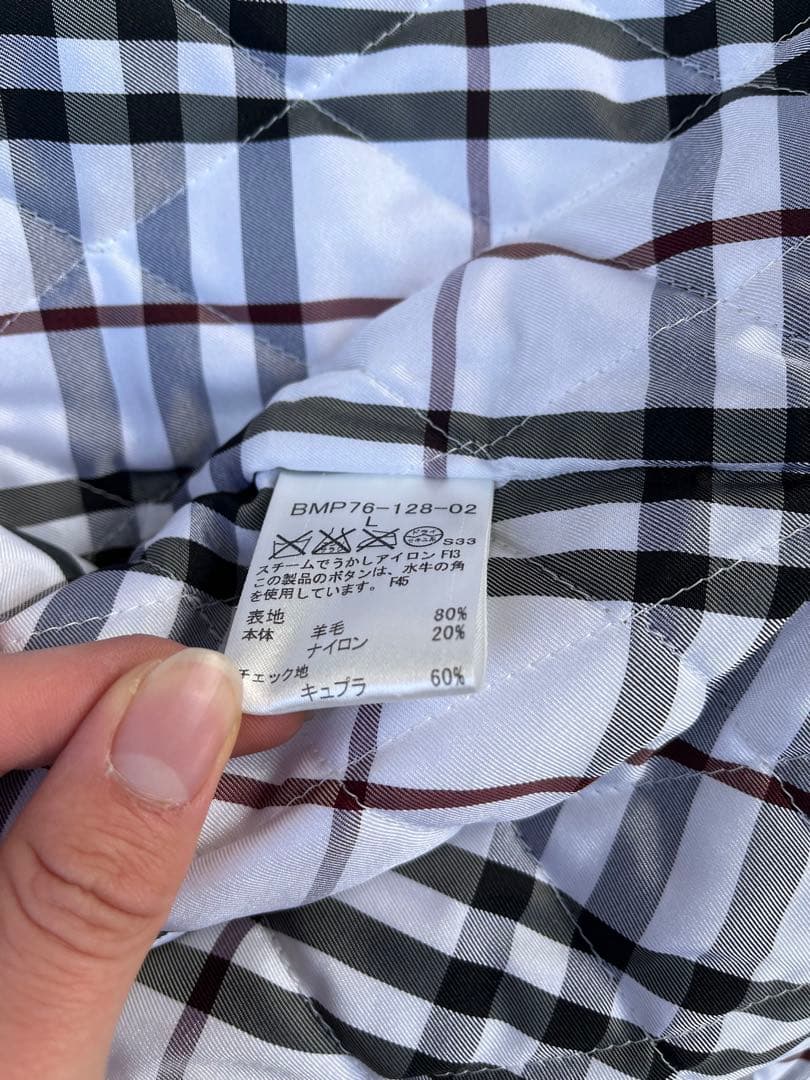 BMP76-128-02
L
S33
スチームでうかしアイロン F13
この製品のボタンは、水牛の角
を使用しています。 F45
表地 80%
本体 羊毛 20%
ナイロン
チェック地 60%
キュプラ